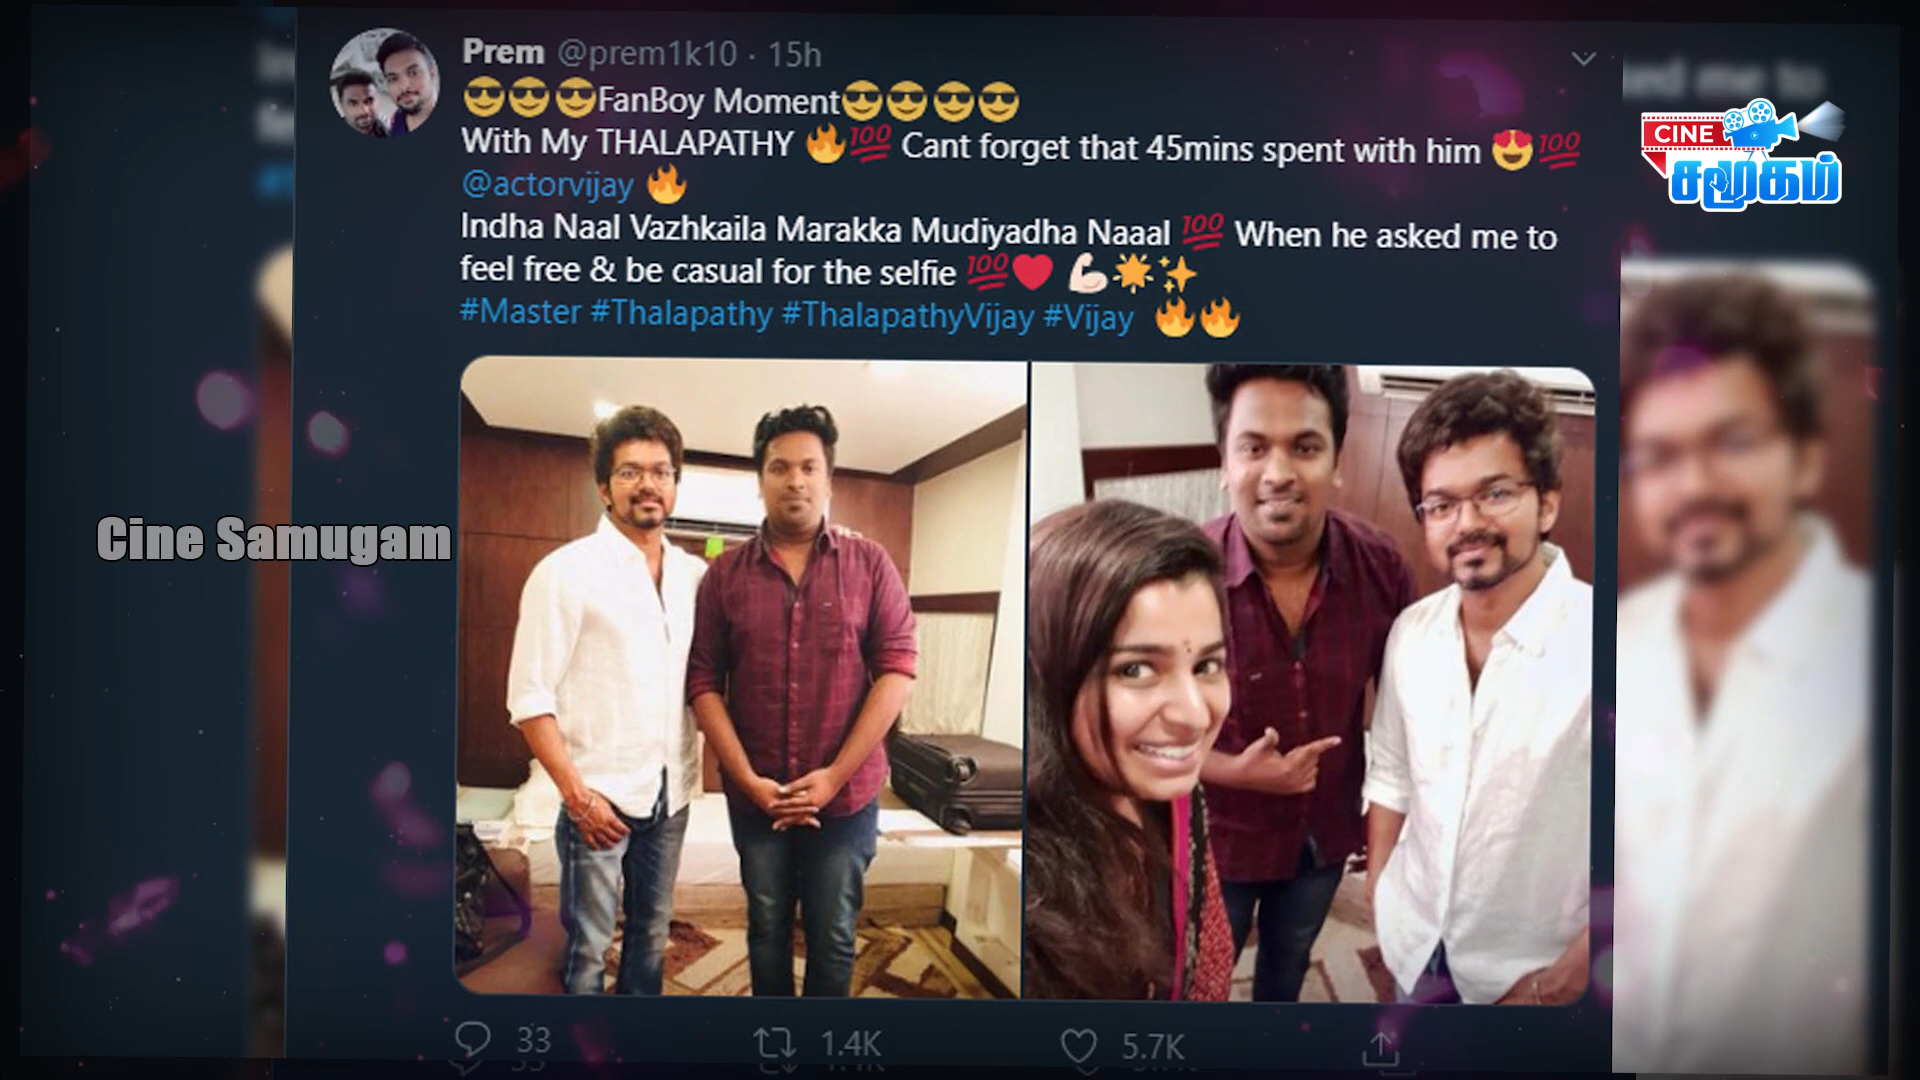 Prem @prem1k10 · 15h
😎😎😎FanBoy Moment😎😎😎😎
With My THALAPATHY 🔥💯 Cant forget that 45mins spent with him 😍💯
@actorvijay 🔥
Indha Naal Vazhkaila Marakka Mudiyadha Naaal 💯 When he asked me to
feel free & be casual for the selfie 💯❤️ 💪🏻🌟✨
#Master #Thalapathy #ThalapathyVijay #Vijay 🔥🔥
CINE
சமூகம்
Cine Samugam
33 1.4K 5.7K